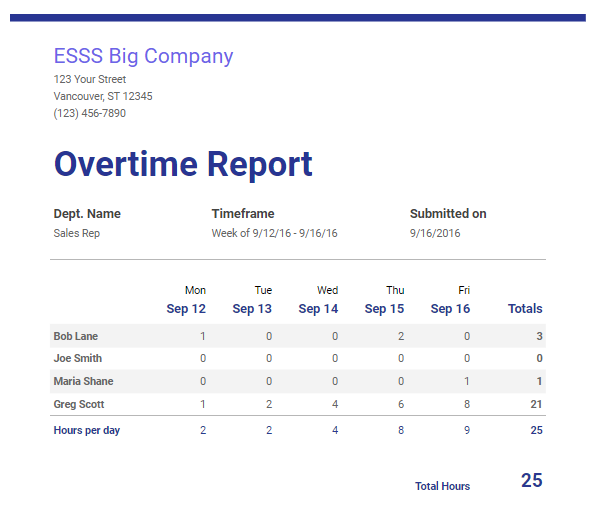 ESSS Big Company
123 Your Street
Vancouver, ST 12345
(123) 456-7890
Overtime Report
Dept. Name Timeframe Submitted on
Sales Rep Week of 9/12/16 - 9/16/16 9/16/2016
Mon Tue Wed Thu Fri
Sep 12 Sep 13 Sep 14 Sep 15 Sep 16 Totals
Bob Lane 1 0 0 2 0 3
Joe Smith 0 0 0 0 0 0
Maria Shane 0 0 0 0 1 1
Greg Scott 1 2 4 6 8 21
Hours per day 2 2 4 8 9 25
Total Hours 25